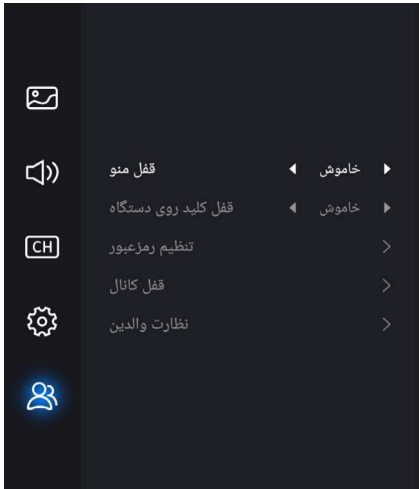 قفل منو خاموش
قفل کلید روی دستگاه خاموش
CH تنظیم رمزعبور
قفل کانال
نظارت والدین